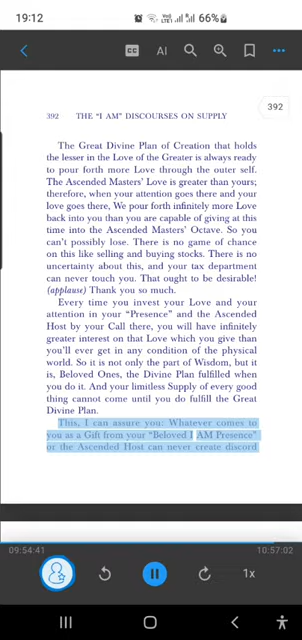 19:12
66%
CC
AI
392
392 THE "I AM" DISCOURSES ON SUPPLY
The Great Divine Plan of Creation that holds
the lesser in the Love of the Greater is always ready
to pour forth more Love through the outer self.
The Ascended Masters' Love is greater than yours;
therefore, when your attention goes there and your
love goes there, We pour forth infinitely more Love
back into you than you are capable of giving at this
time into the Ascended Masters' Octave. So you
can't possibly lose. There is no game of chance
on this like selling and buying stocks. There is no
uncertainty about this, and your tax department
can never touch you. That ought to be desirable!
(applause) Thank you so much.
Every time you invest your Love and your
attention in your "Presence" and the Ascended
Host by your Call there, you will have infinitely
greater interest on that Love which you give than
you'll ever get in any condition of the physical
world. So it is not only the part of Wisdom, but it
is, Beloved Ones, the Divine Plan fulfilled when
you do it. And your limitless Supply of every good
thing cannot come until you do fulfill the Great
Divine Plan.
This, I can assure you: Whatever comes to
you as a Gift from your "Beloved I AM Presence"
or the Ascended Host can never create discord
09:54:41
10:57:02
1x